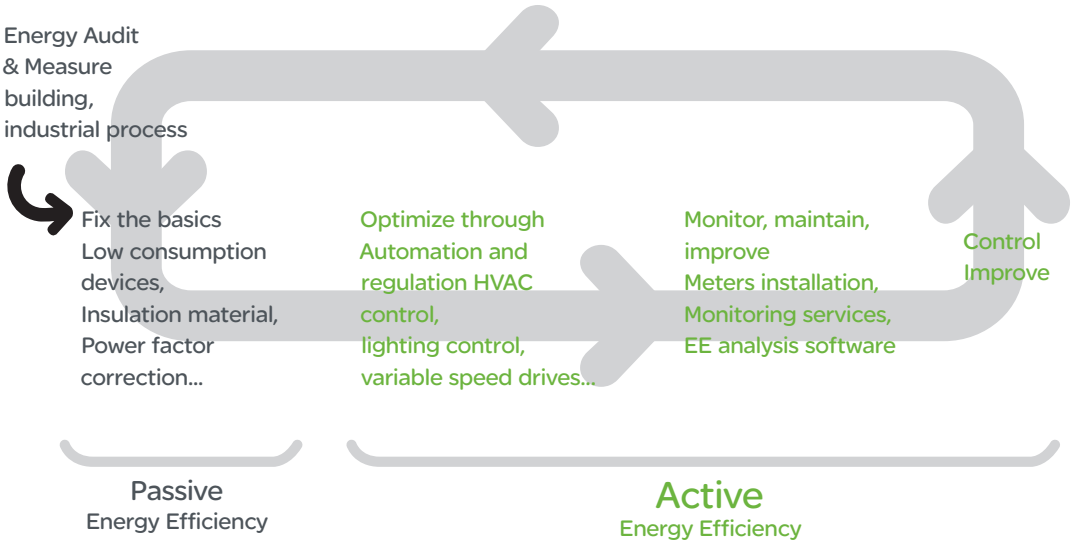 Energy Audit
& Measure
building,
industrial process
Fix the basics
Low consumption
devices,
Insulation material,
Power factor
correction...
Optimize through
Automation and
regulation HVAC
control,
lighting control,
variable speed drives...
Monitor, maintain,
improve
Meters installation,
Monitoring services,
EE analysis software
Control
Improve
Passive
Energy Efficiency
Active
Energy Efficiency